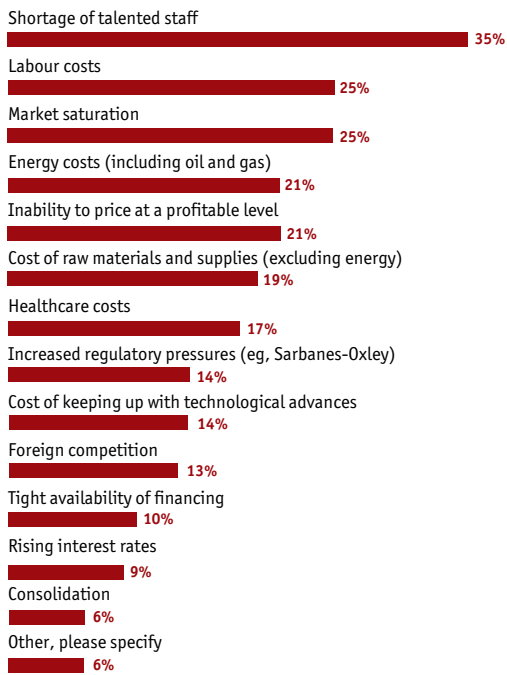 Shortage of talented staff
35%
Labour costs
25%
Market saturation
25%
Energy costs (including oil and gas)
21%
Inability to price at a profitable level
21%
Cost of raw materials and supplies (excluding energy)
19%
Healthcare costs
17%
Increased regulatory pressures (eg, Sarbanes-Oxley)
14%
Cost of keeping up with technological advances
14%
Foreign competition
13%
Tight availability of financing
10%
Rising interest rates
9%
Consolidation
6%
Other, please specify
6%